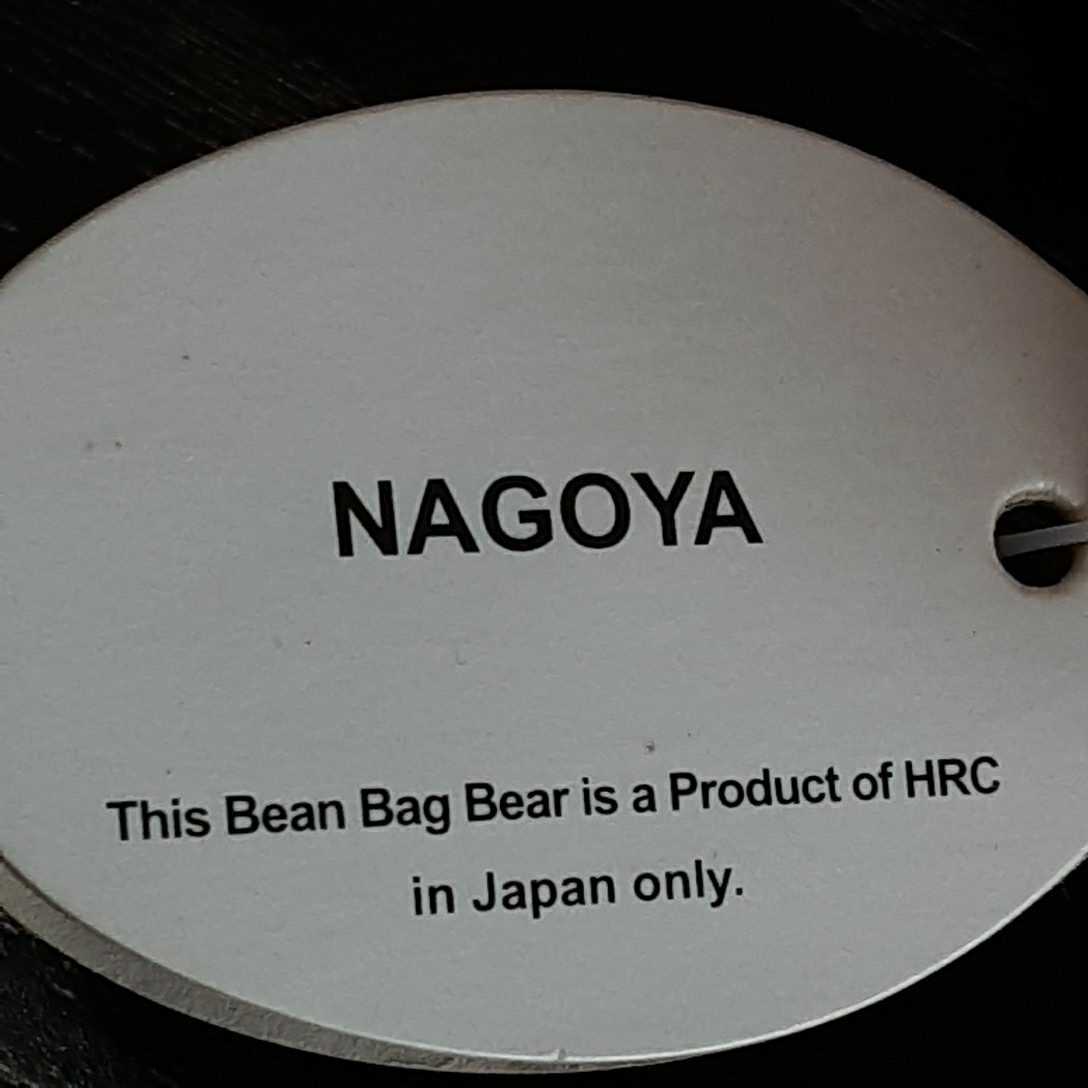 NAGOYA
This Bean Bag Bear is a Product of HRC
in Japan only.